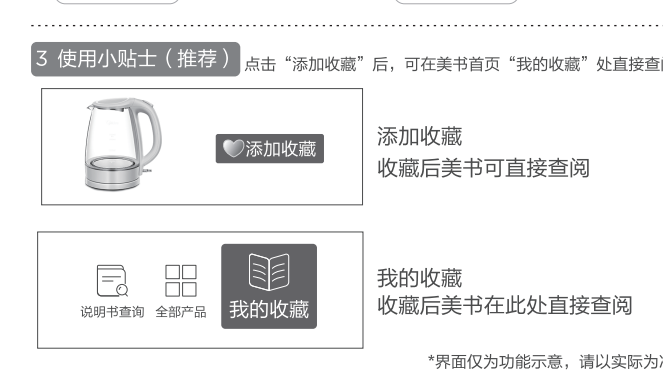 3 使用小贴士（推荐）
点击“添加收藏”后，可在美书首页“我的收藏”处直接查
添加收藏
添加收藏
收藏后美书可直接查阅
说明书查询
全部产品
我的收藏
我的收藏
收藏后美书在此处直接查阅
*界面仅为功能示意，请以实际为